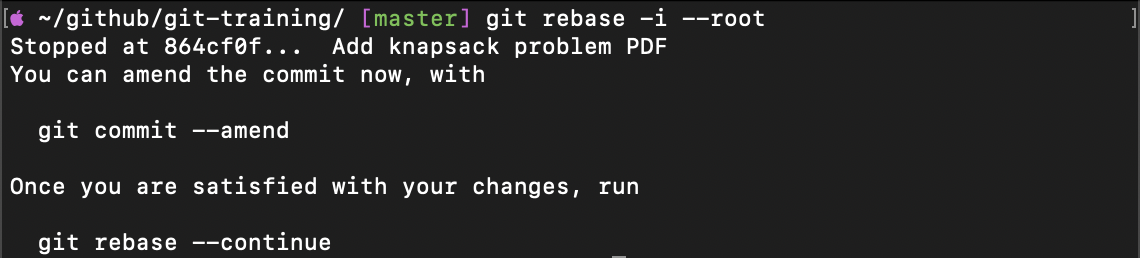 [ ~/github/git-training/ [master] git rebase -i --root ]
Stopped at 864cf0f...  Add knapsack problem PDF
You can amend the commit now, with
  git commit --amend
Once you are satisfied with your changes, run
  git rebase --continue